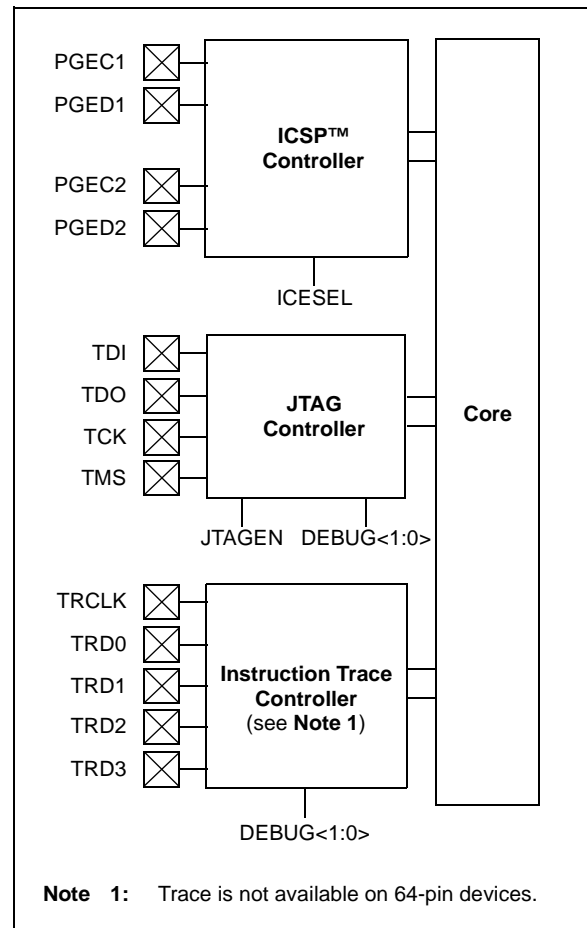 PGEC1
PGED1
PGEC2
PGED2
ICSP™
Controller
ICESEL
TDI
TDO
TCK
TMS
JTAG
Controller
Core
JTAGEN DEBUG<1:0>
TRCLK
TRD0
TRD1
TRD2
TRD3
Instruction Trace
Controller
(see Note 1)
DEBUG<1:0>
Note 1: Trace is not available on 64-pin devices.